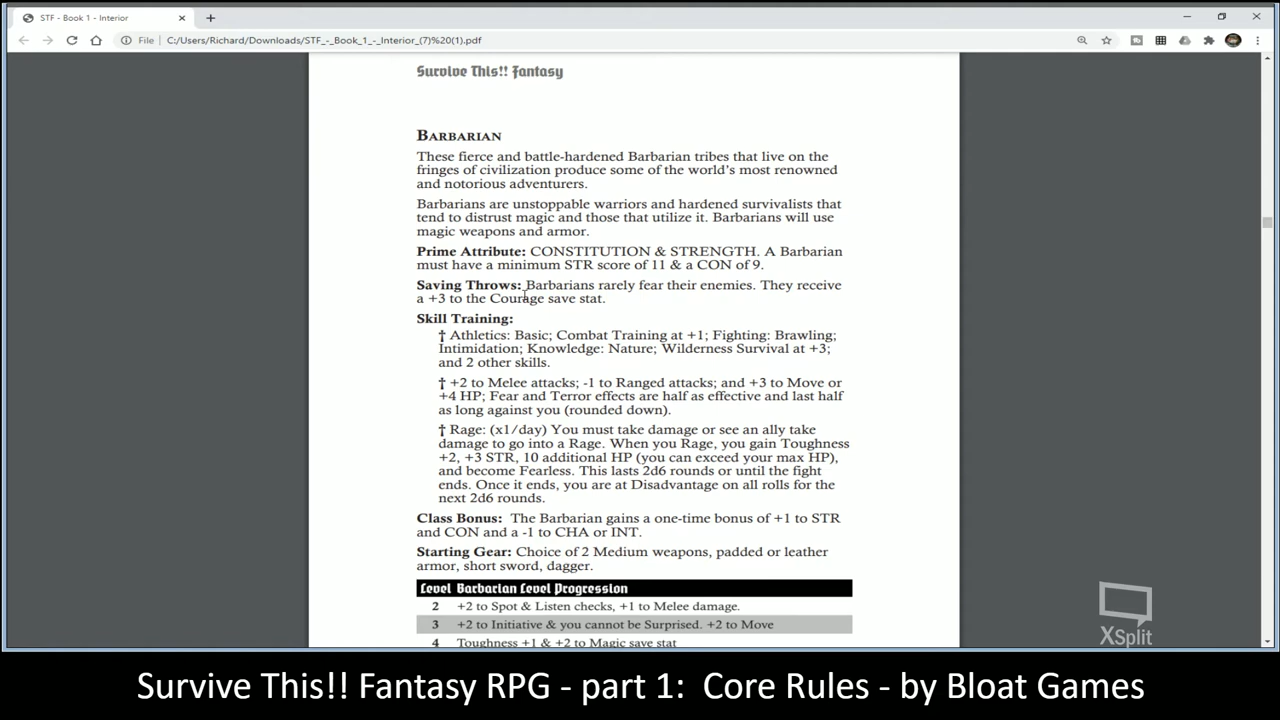 STF - Book 1 - Interior
File | C:/Users/Richard/Downloads/STF_-_Book_1_-_Interior_(7)%20(1).pdf
Survive This!! Fantasy
BARBARIAN
These fierce and battle-hardened Barbarian tribes that live on the
fringes of civilization produce some of the world's most renowned
and notorious adventurers.
Barbarians are unstoppable warriors and hardened survivalists that
tend to distrust magic and those that utilize it. Barbarians will use
magic weapons and armor.
Prime Attribute: CONSTITUTION & STRENGTH. A Barbarian
must have a minimum STR score of 11 & a CON of 9.
Saving Throws: Barbarians rarely fear their enemies. They receive
a +3 to the Courage save stat.
Skill Training:
† Athletics: Basic; Combat Training at +1; Fighting: Brawling;
Intimidation; Knowledge: Nature; Wilderness Survival at +3;
and 2 other skills.
† +2 to Melee attacks; -1 to Ranged attacks; and +3 to Move or
+4 HP; Fear and Terror effects are half as effective and last half
as long against you (rounded down).
† Rage: (x1/day) You must take damage or see an ally take
damage to go into a Rage. When you Rage, you gain Toughness
+2, +3 STR, 10 additional HP (you can exceed your max HP),
and become Fearless. This lasts 2d6 rounds or until the fight
ends. Once it ends, you are at Disadvantage on all rolls for the
next 2d6 rounds.
Class Bonus: The Barbarian gains a one-time bonus of +1 to STR
and CON and a -1 to CHA or INT.
Starting Gear: Choice of 2 Medium weapons, padded or leather
armor, short sword, dagger.
Level Barbarian Level Progression
2 +2 to Spot & Listen checks, +1 to Melee damage.
3 +2 to Initiative & you cannot be Surprised. +2 to Move
4 Toughness +1 & +2 to Magic save stat
XSplit
Survive This!! Fantasy RPG - part 1: Core Rules - by Bloat Games